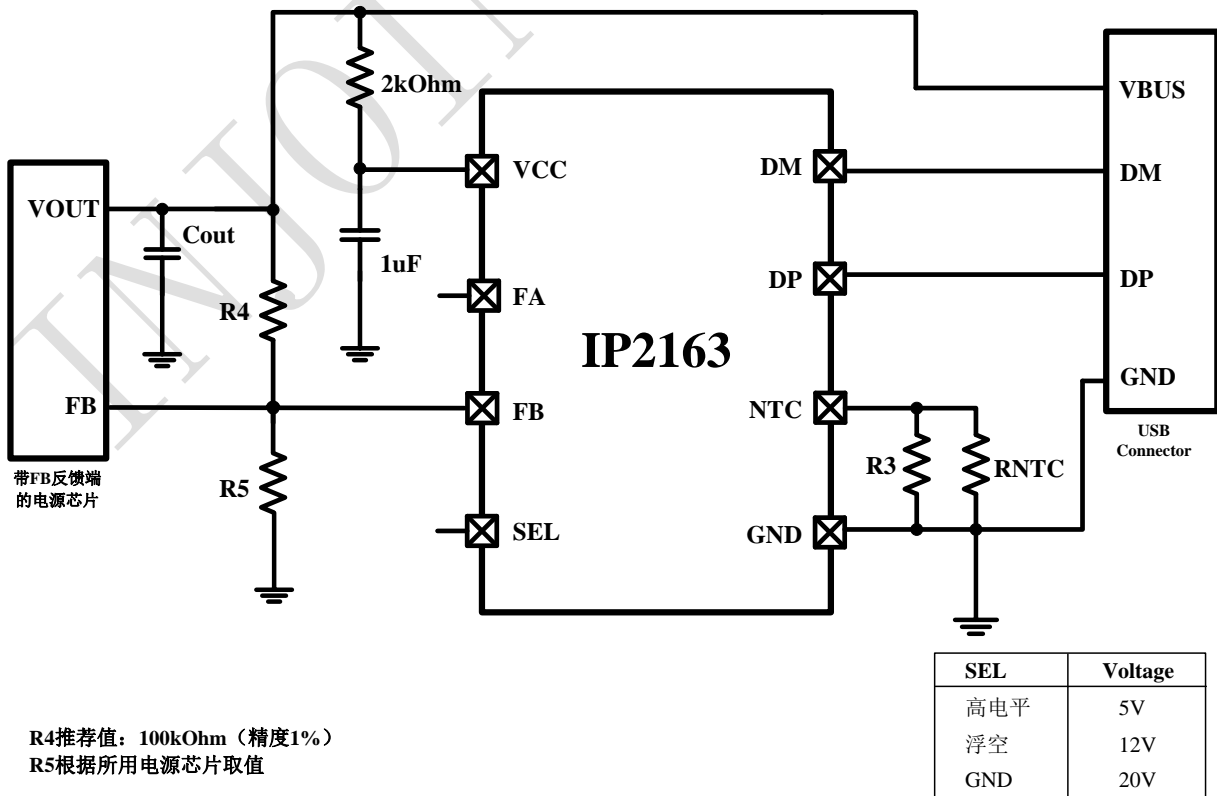 INJOI
2kOhm
VCC
1uF
FA
FB
SEL
DM
DP
NTC
GND
IP2163
VOUT
Cout
R4
FB
R5
带FB反馈端
的电源芯片
VBUS
DM
DP
GND
USB
Connector
R3
RNTC
SEL Voltage
高电平 5V
浮空 12V
GND 20V
R4推荐值：100kOhm（精度1%）
R5根据所用电源芯片取值